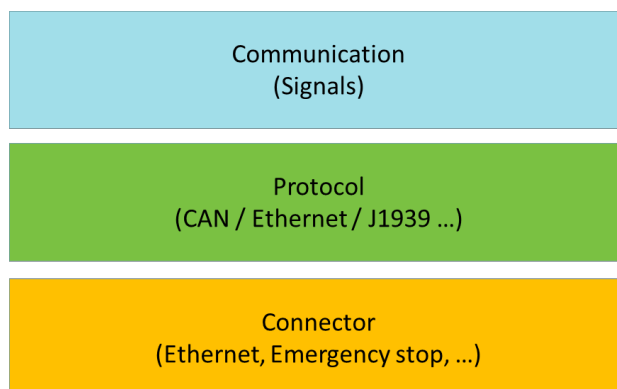 Communication
(Signals)
Protocol
(CAN / Ethernet / J1939 ...)
Connector
(Ethernet, Emergency stop, ...)